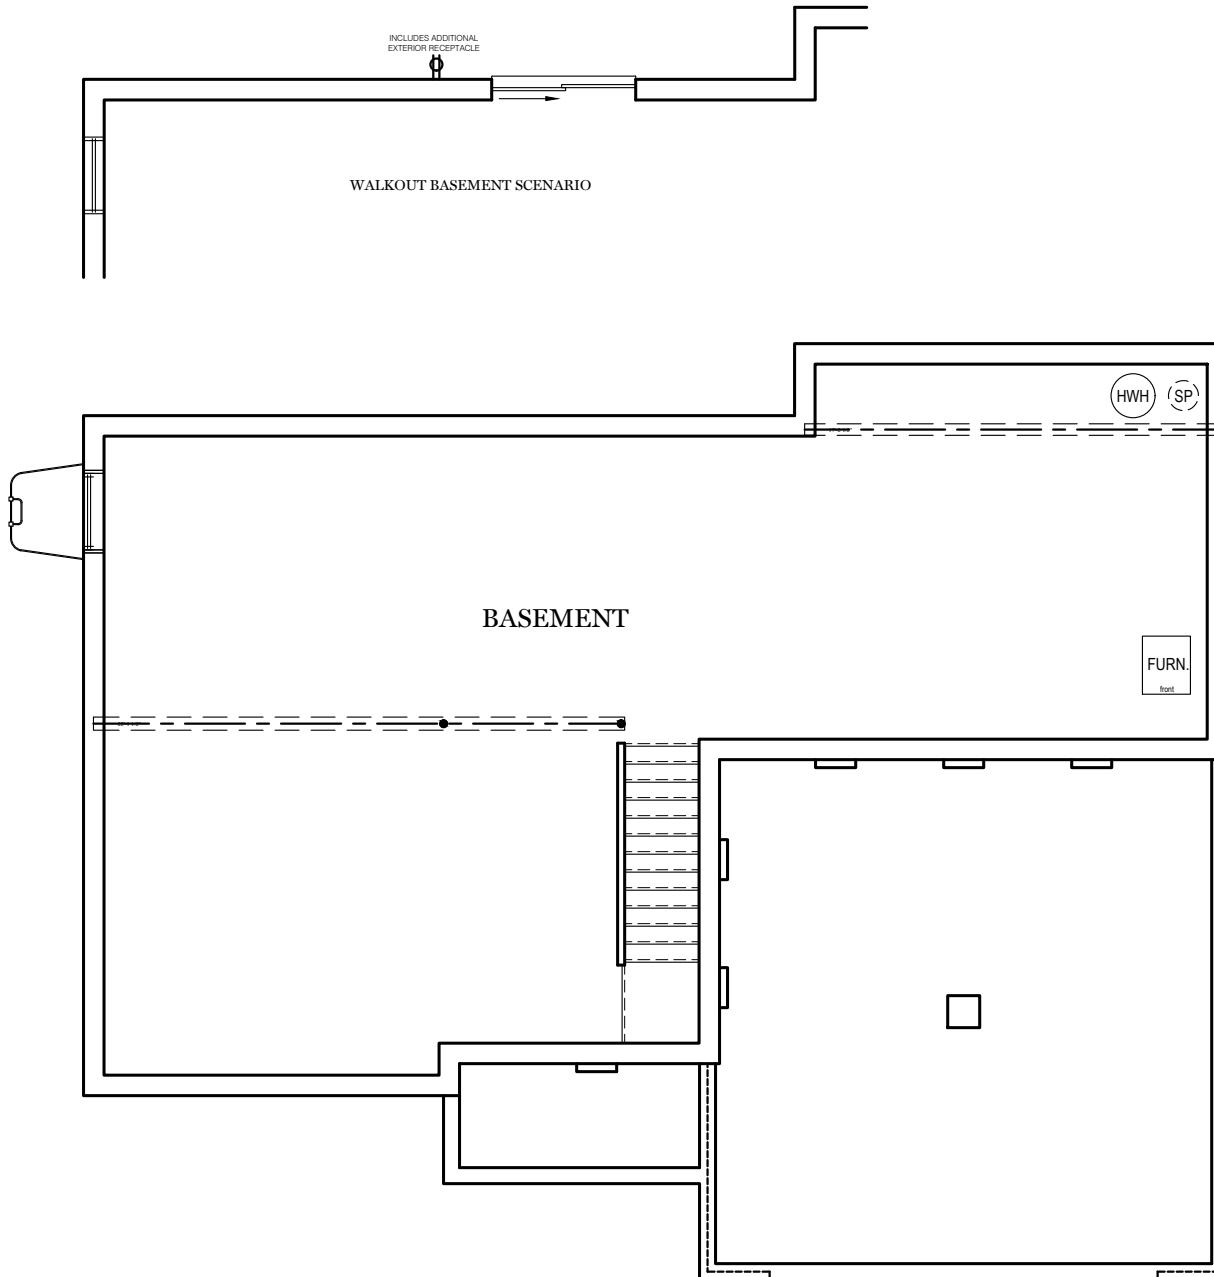 INCLUDES ADDITIONAL
EXTERIOR RECEPTACLE
WALKOUT BASEMENT SCENARIO
HWH
SP
BASEMENT
FURN.
front